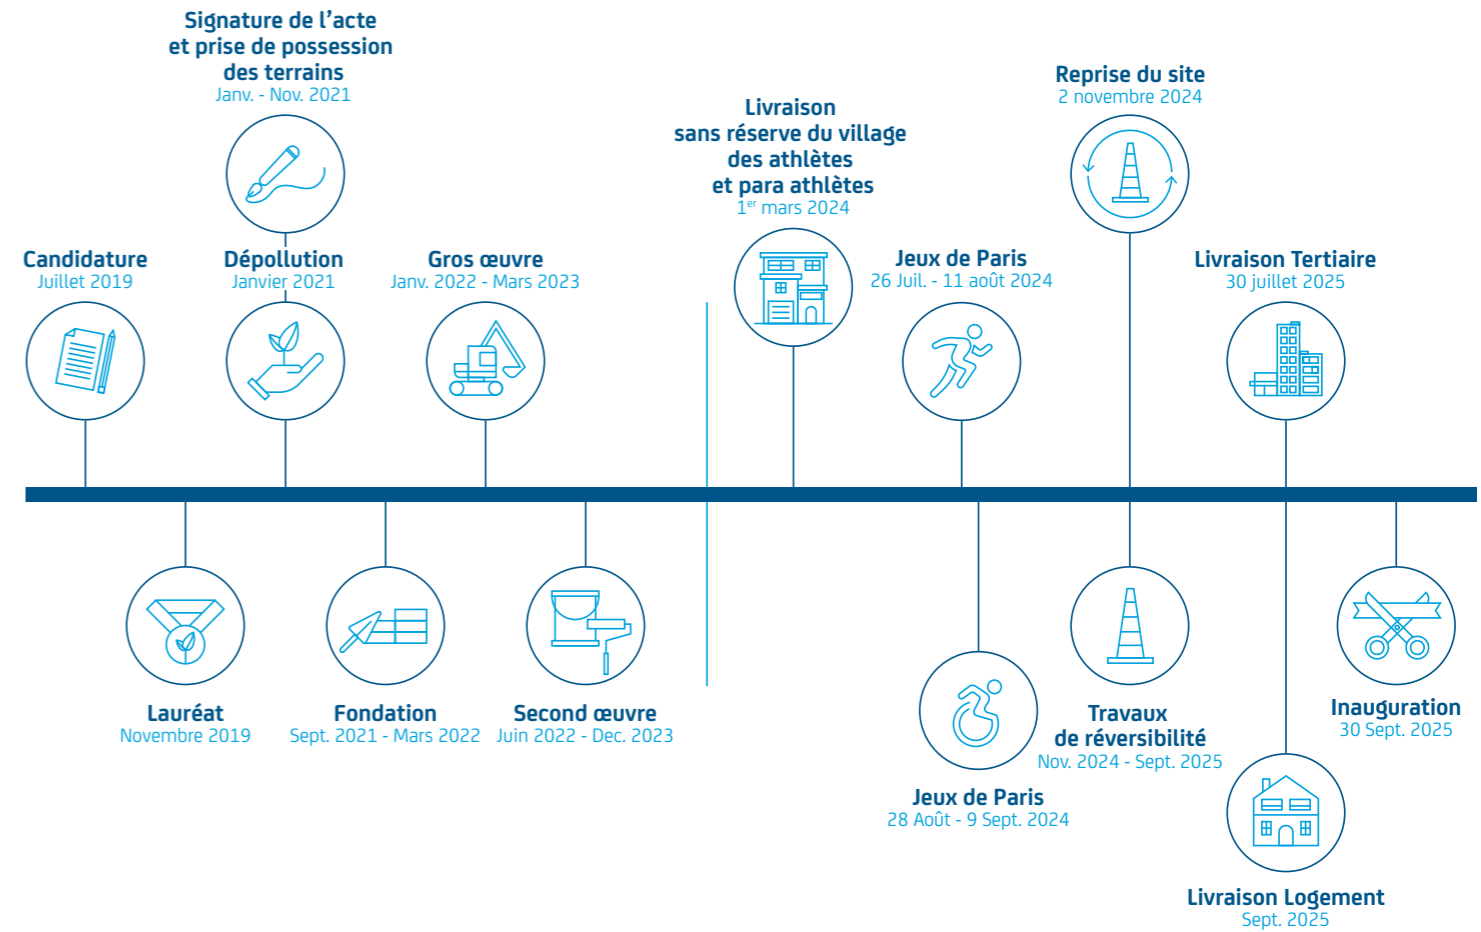 Signature de l’acte
et prise de possession
des terrains
Janv. - Nov. 2021
Candidature
Juillet 2019
Dépollution
Janvier 2021
Gros œuvre
Janv. 2022 - Mars 2023
Livraison
sans réserve du village
des athlètes
et para athlètes
1er mars 2024
Jeux de Paris
26 Juil. - 11 août 2024
Reprise du site
2 novembre 2024
Livraison Tertiaire
30 juillet 2025
Lauréat
Novembre 2019
Fondation
Sept. 2021 - Mars 2022
Second œuvre
Juin 2022 - Dec. 2023
Jeux de Paris
28 Août - 9 Sept. 2024
Travaux
de réversibilité
Nov. 2024 - Sept. 2025
Livraison Logement
Sept. 2025
Inauguration
30 Sept. 2025